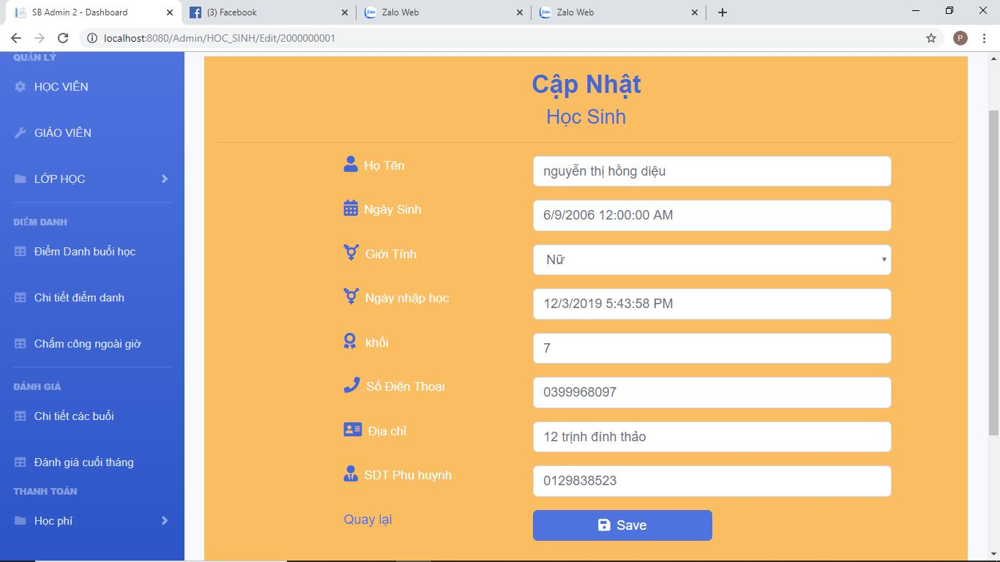 SB Admin 2 - Dashboard
(3) Facebook
Zalo Web
Zalo Web
localhost:8080/Admin/HOC_SINH/Edit/2000000001
P
QUẢN LÝ
HỌC VIÊN
GIÁO VIÊN
LỚP HỌC
ĐIỂM DANH
Điểm Danh buổi học
Chi tiết điểm danh
Chấm công ngoài giờ
ĐÁNH GIÁ
Chi tiết các buổi
Đánh giá cuối tháng
THANH TOÁN
Học phí
Cập Nhật
Học Sinh
Họ Tên
nguyễn thị hồng diệu
Ngày Sinh
6/9/2006 12:00:00 AM
Giới Tính
Nữ
Ngày nhập học
12/3/2019 5:43:58 PM
khối
7
Số Điện Thoại
0399968097
Địa chỉ
12 trịnh đình thảo
SDT Phụ huynh
0129838523
Quay lại
Save